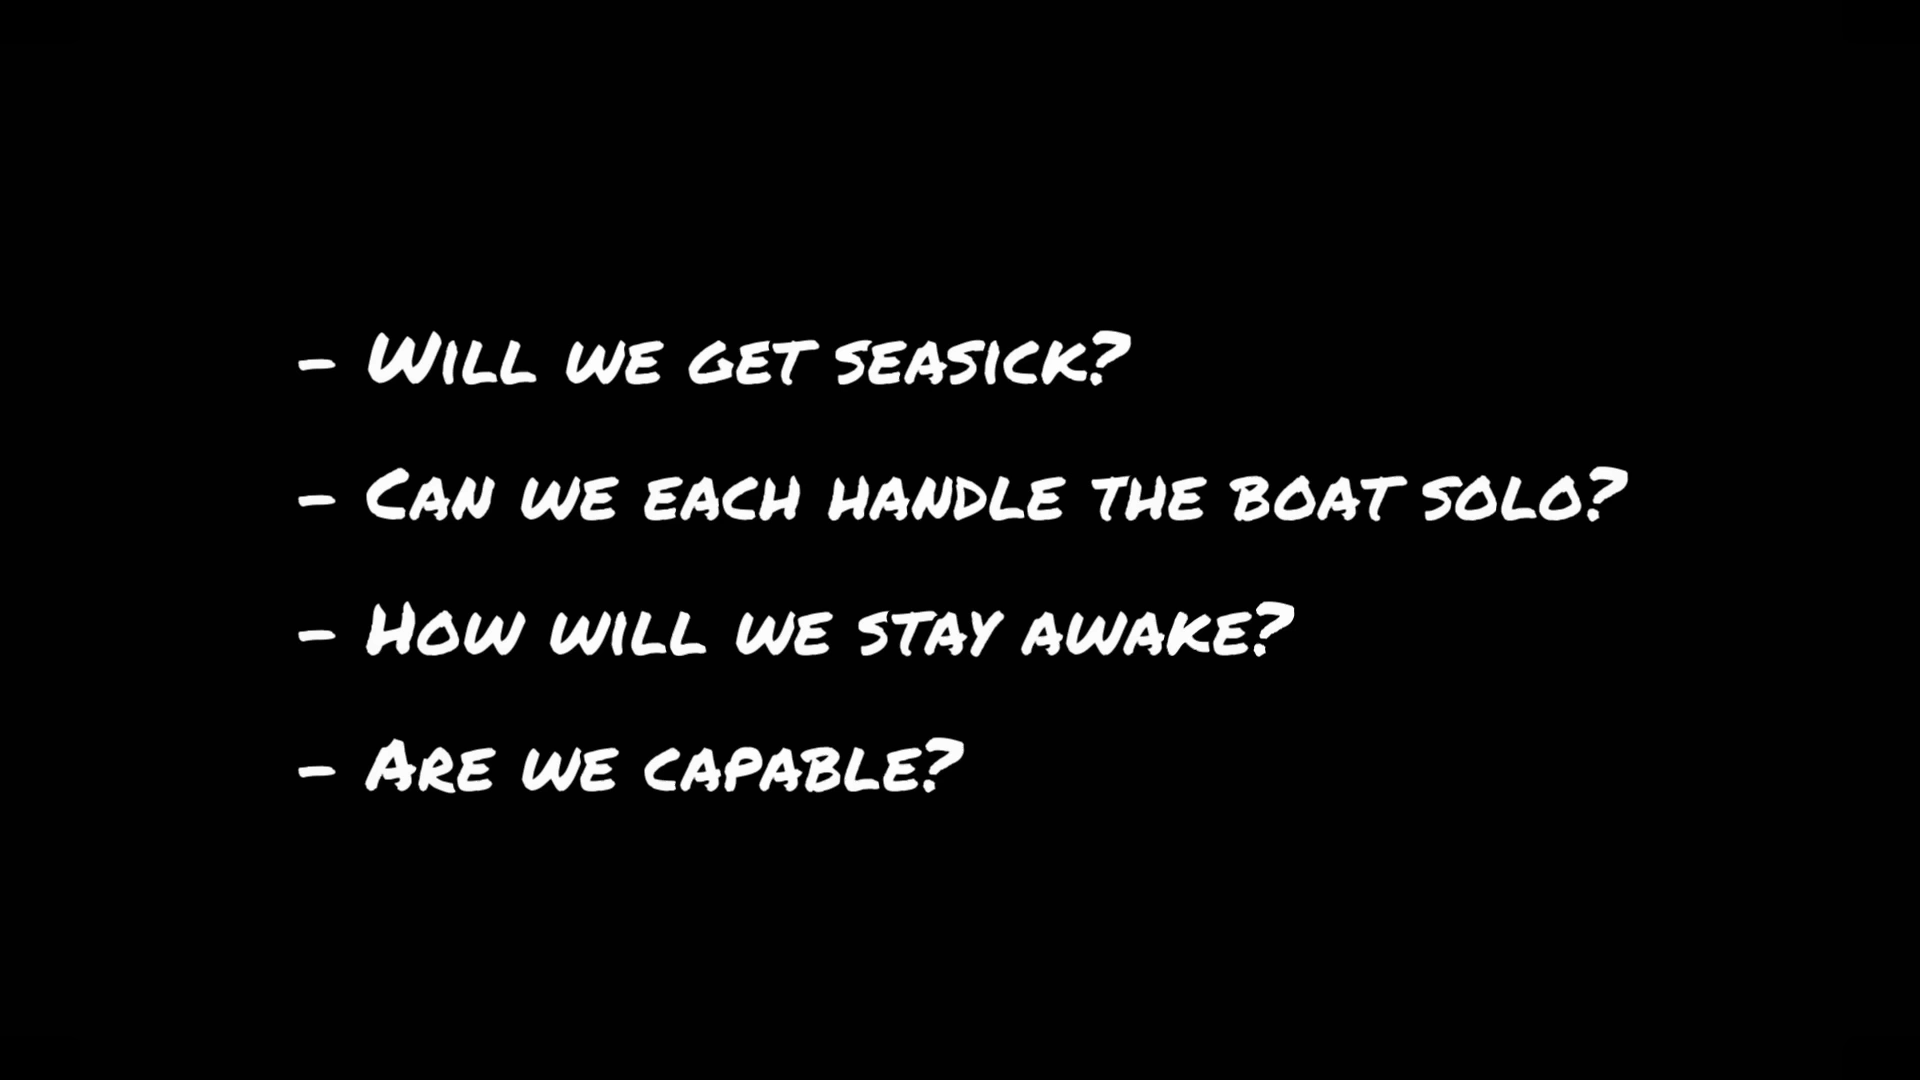 - Will we get seasick?
- Can we each handle the boat solo?
- How will we stay awake?
- Are we capable?